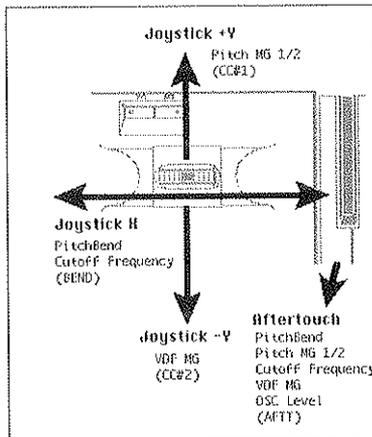 Joystick +Y
Pitch MG 1/2
(CC#1)
Joystick X
PitchBend
Cutoff Frequency
(BEND)
Joystick -Y
VDF MG
(CC#2)
Aftertouch
PitchBend
Pitch MG 1/2
Cutoff Frequency
VDF MG
OSC Level
(AFTT)